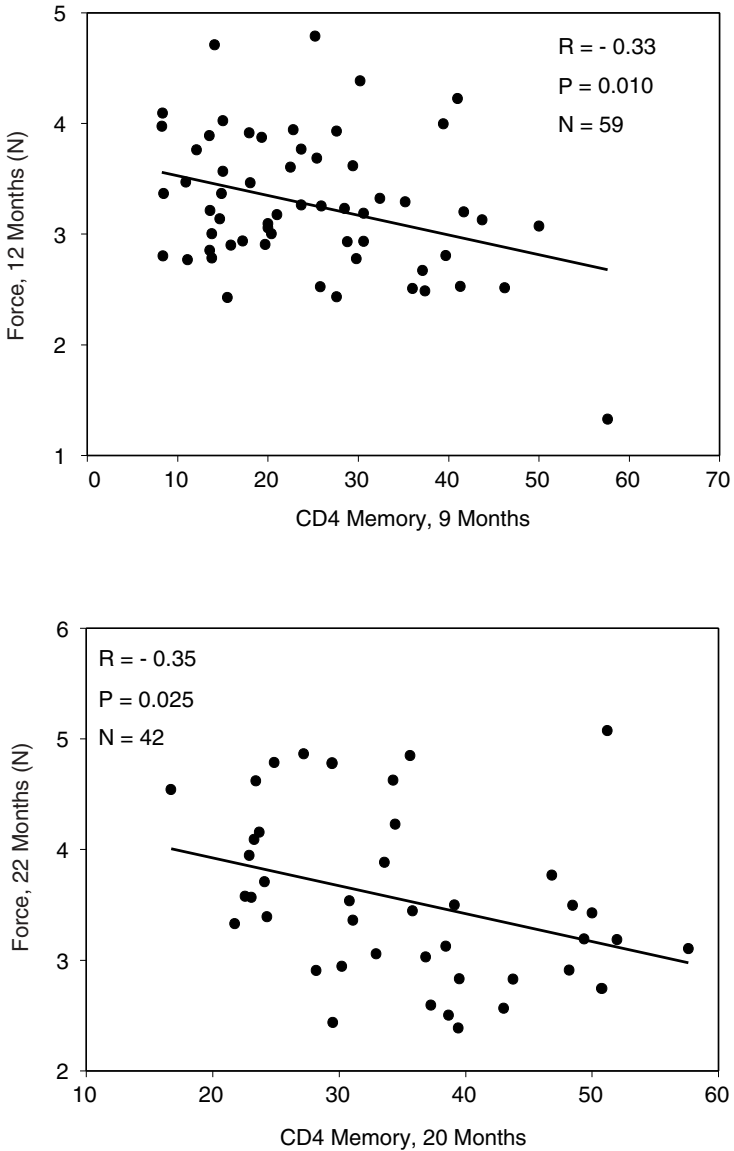 5
R = - 0.33
P = 0.010
4
N = 59
3
2
1
Force, 12 Months (N)
0 10 20 30 40 50 60 70
CD4 Memory, 9 Months
6
R = - 0.35
P = 0.025
N = 42
5
4
3
2
Force, 22 Months (N)
10 20 30 40 50 60
CD4 Memory, 20 Months